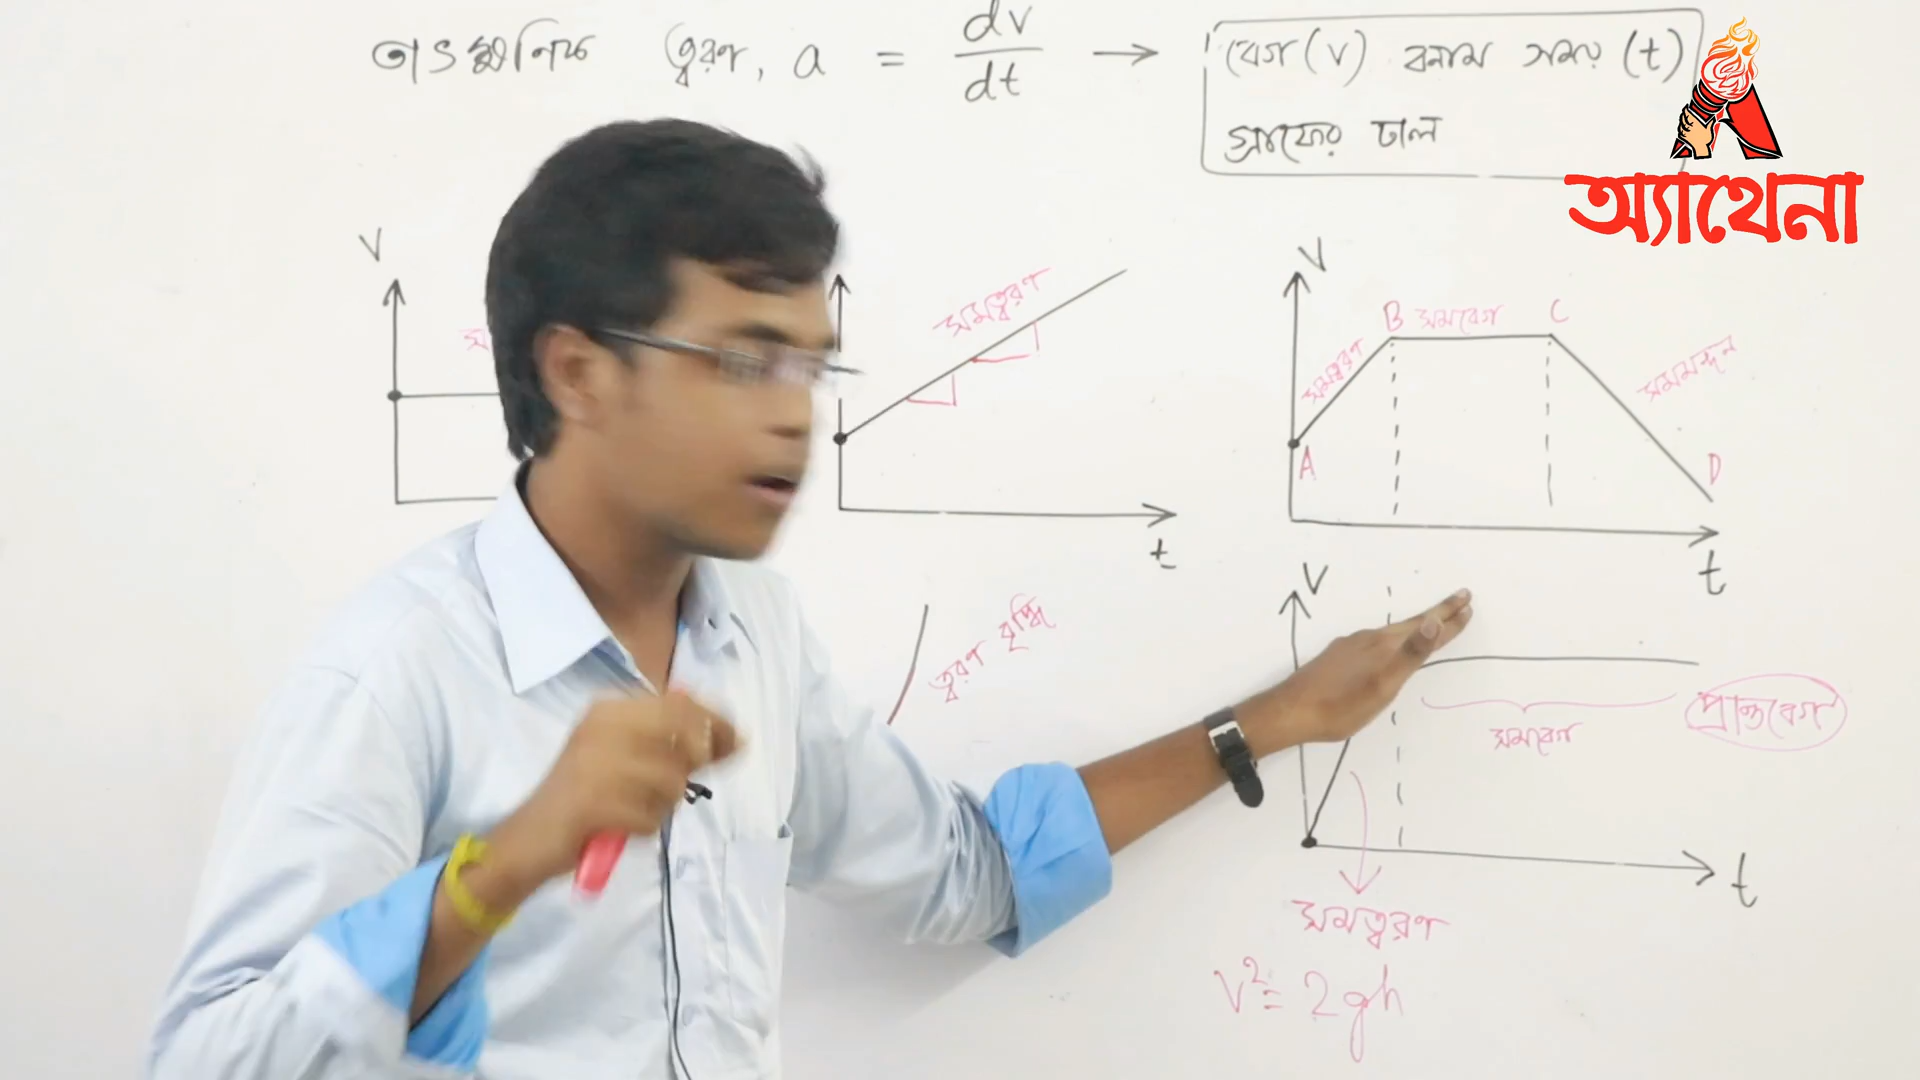 তাৎক্ষণিক ত্বরণ, a = dv/dt → বেগ (v) বনাম সময় (t)
গ্রাফের ঢাল
অ্যাথেনা
V
সমত্বরণ
t
V
A
B
C
D
সমত্বরণ
সমবেগ
সমমন্দন
t
ত্বরণ বৃদ্ধি
V
সমবেগ
প্রান্তবেগ
t
সমত্বরণ
V² = 2gh